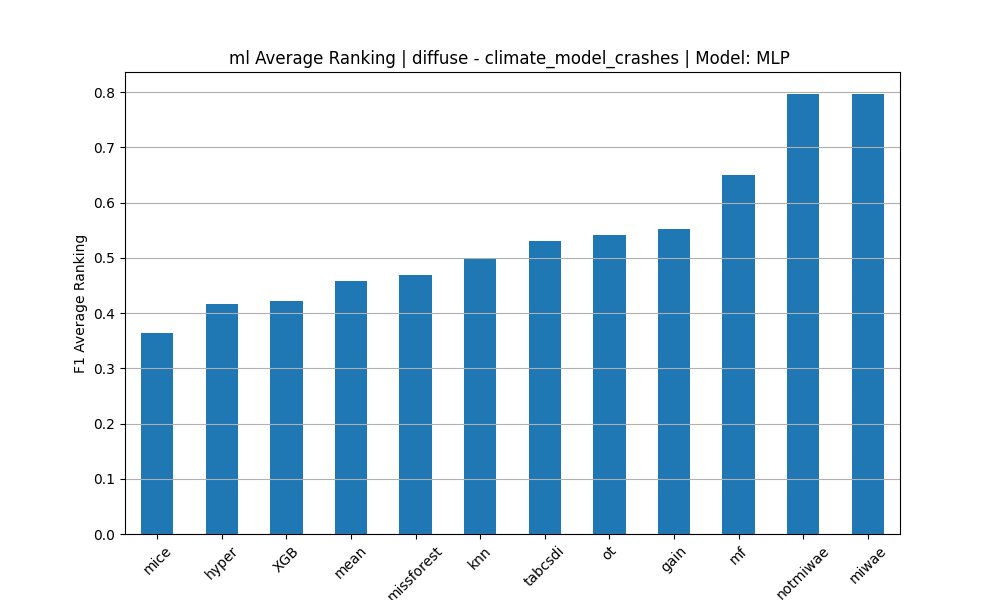 ml Average Ranking | diffuse - climate_model_crashes | Model: MLP
F1 Average Ranking
0.8
0.7
0.6
0.5
0.4
0.3
0.2
0.1
0.0
mice
hyper
XGB
mean
missforest
knn
tabcsdi
ot
gain
mf
notmiwae
miwae